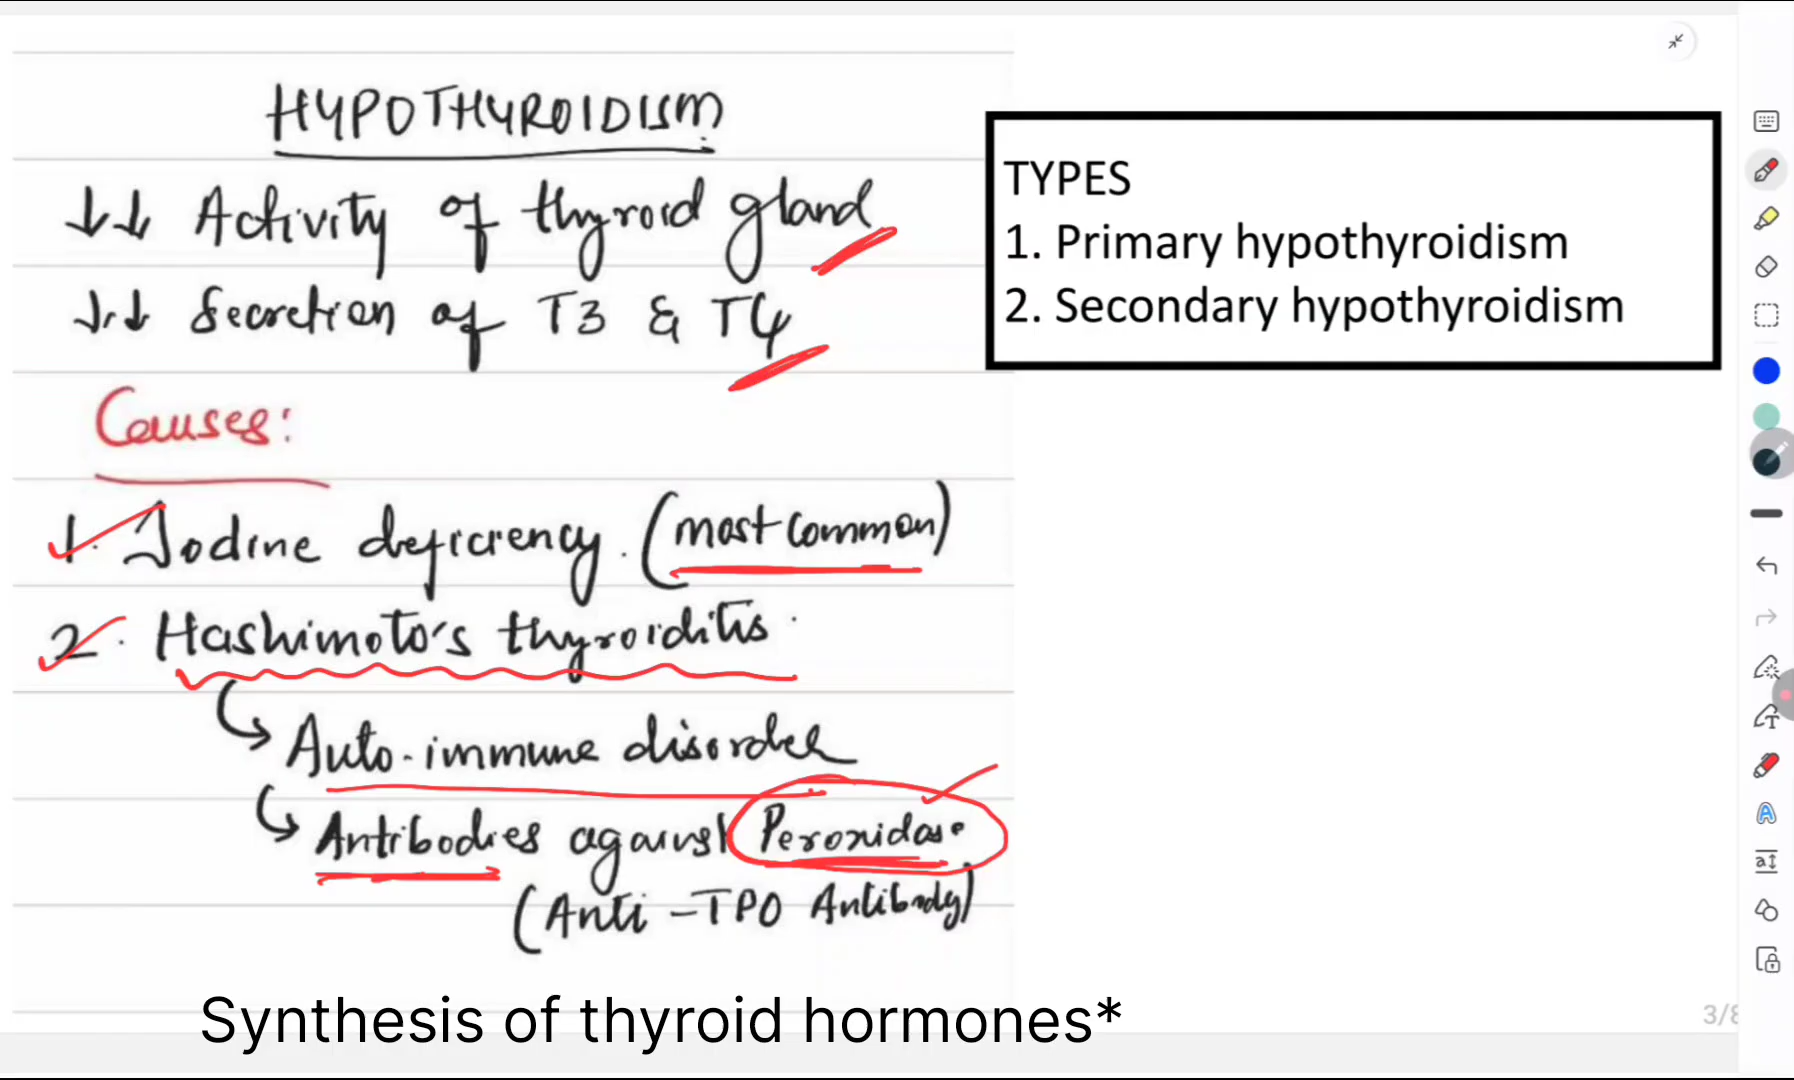 HYPOTHYROIDISM
↓↓ Activity of thyroid gland
↓↓ Secretion of T3 & T4
Causes:
1. Iodine deficiency. (most common)
2. Hashimoto's thyroiditis.
↳ Auto-immune disorder
↳ Antibodies against Peroxidase
(Anti-TPO Antibody)
Synthesis of thyroid hormones*
TYPES
1. Primary hypothyroidism
2. Secondary hypothyroidism
3/8